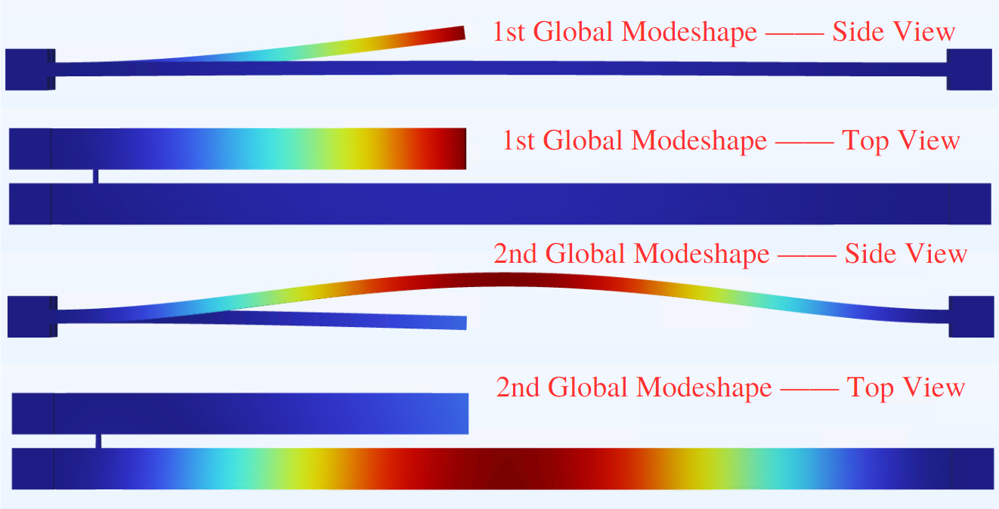 1st Global Modeshape —— Side View
1st Global Modeshape —— Top View
2nd Global Modeshape —— Side View
2nd Global Modeshape —— Top View